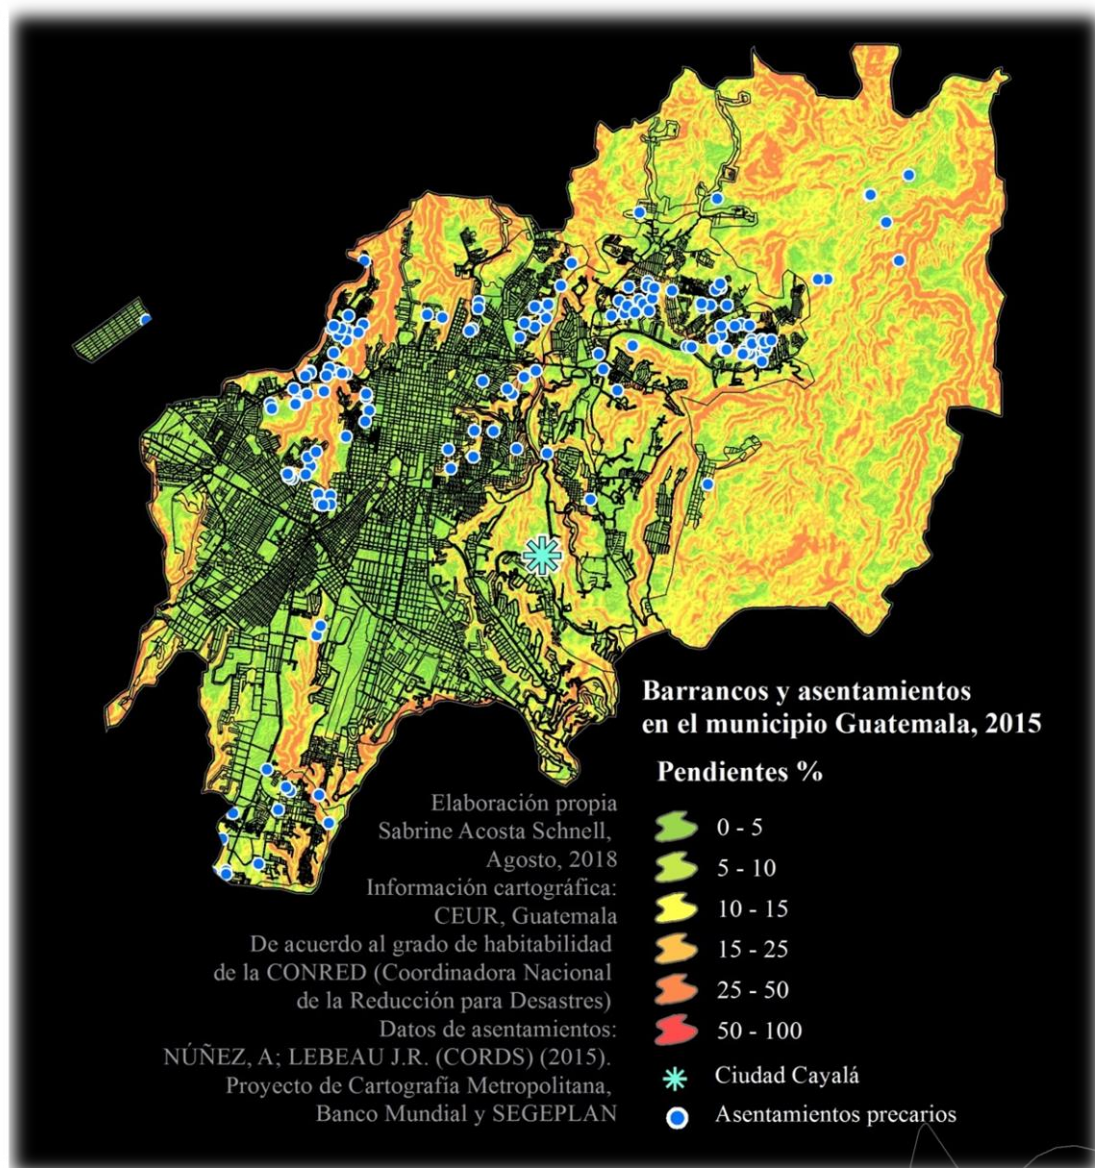 Barrancos y asentamientos
en el municipio Guatemala, 2015
Pendientes %
0 - 5
5 - 10
10 - 15
15 - 25
25 - 50
50 - 100
Ciudad Cayalá
Asentamientos precarios
Elaboración propia
Sabrine Acosta Schnell,
Agosto, 2018
Información cartográfica:
CEUR, Guatemala
De acuerdo al grado de habitabilidad
de la CONRED (Coordinadora Nacional
de la Reducción para Desastres)
Datos de asentamientos:
NÚÑEZ, A; LEBEAU J.R. (CORDS) (2015).
Proyecto de Cartografía Metropolitana,
Banco Mundial y SEGEPLAN